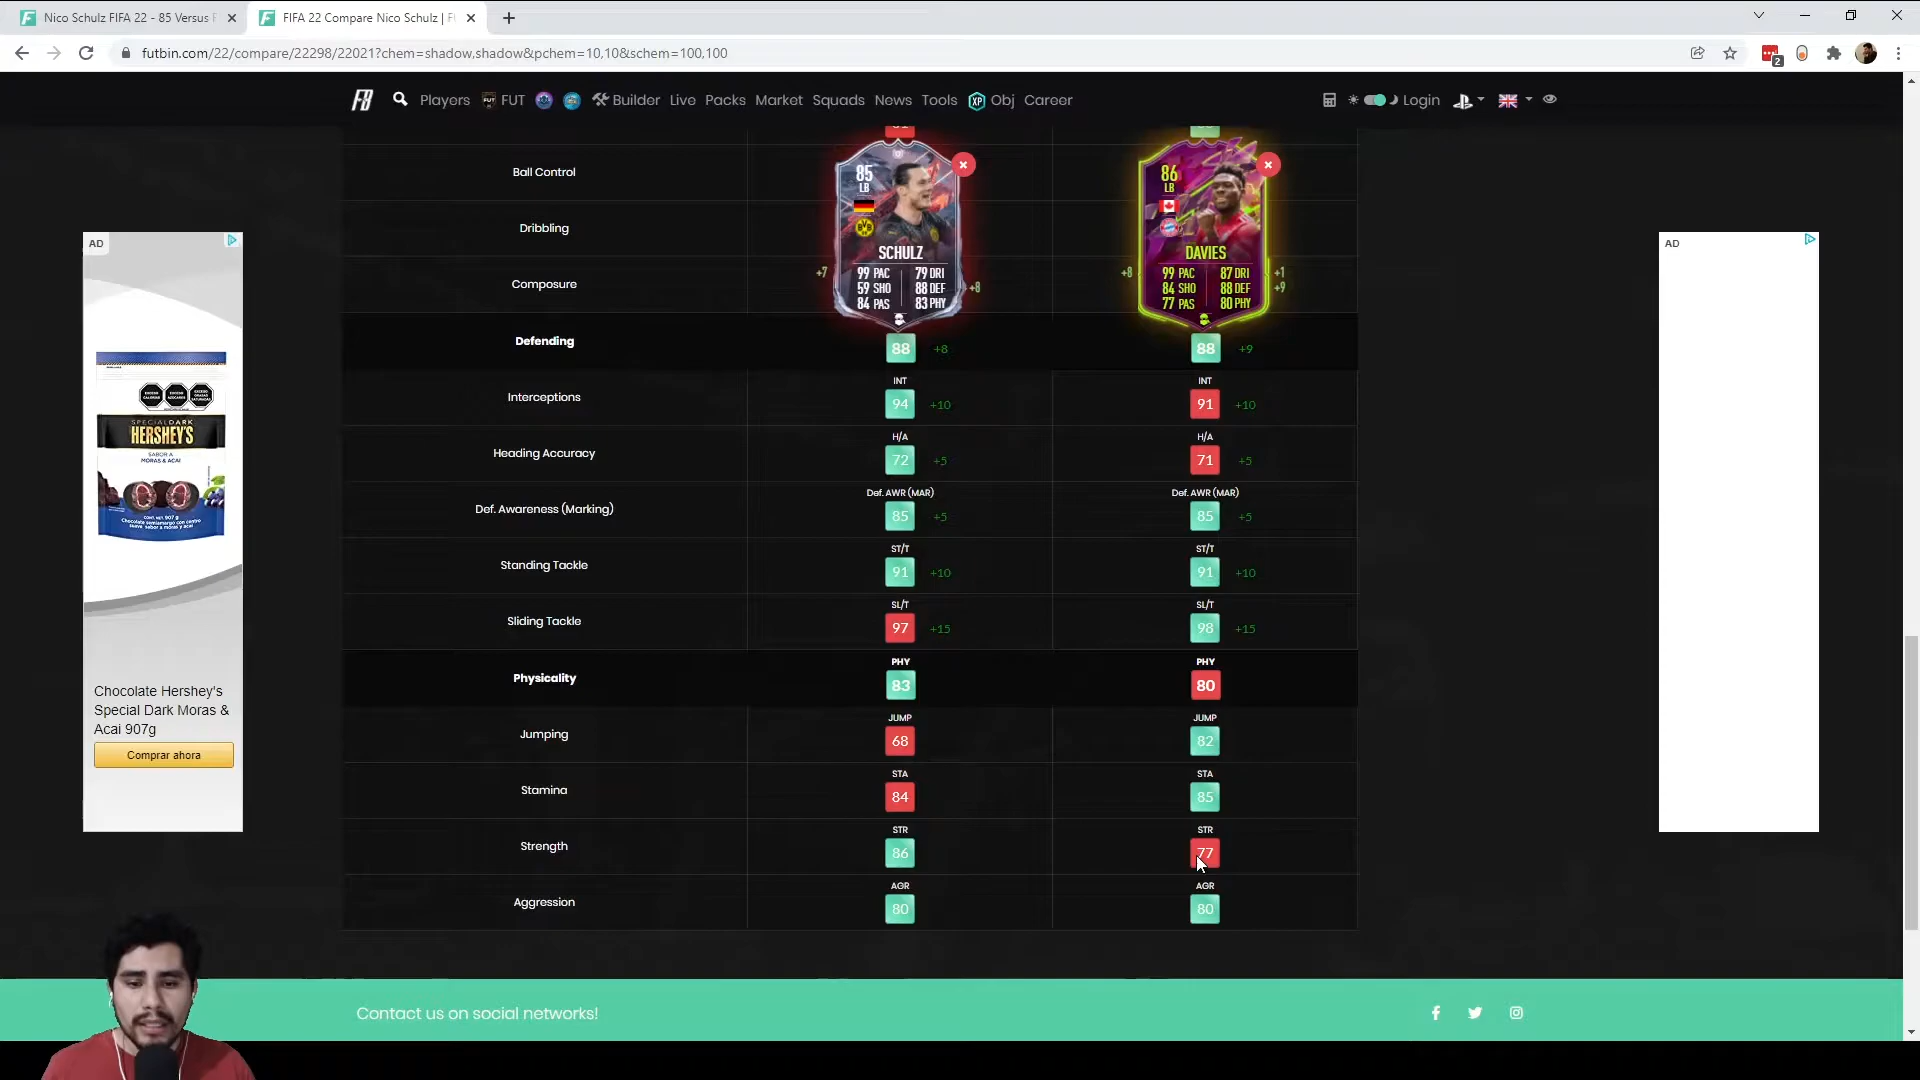 Nico Schulz FIFA 22 - 85 Versus F
FIFA 22 Compare Nico Schulz | F
futbin.com/22/compare/22298/22021?chem=shadow,shadow&pchem=10,10&schem=100,100
2
Players FUT Builder Live Packs Market Squads News Tools XP Obj Career Login
Ball Control
Dribbling
Composure
85
LB
SCHULZ
99 PAC 79 DRI
59 SHO 88 DEF
84 PAS 83 PHY
+7
+8
86
LB
DAVIES
99 PAC 87 DRI
84 SHO 88 DEF
77 PAS 80 PHY
+8
+1
+9
Defending
88 +8
88 +9
Interceptions
INT
94 +10
INT
91 +10
Heading Accuracy
H/A
72 +5
H/A
71 +5
Def. Awareness (Marking)
Def. AWR (MAR)
85 +5
Def. AWR (MAR)
85 +5
Standing Tackle
ST/T
91 +10
ST/T
91 +10
Sliding Tackle
SL/T
97 +15
SL/T
98 +15
Physicality
PHY
83
PHY
80
Jumping
JUMP
68
JUMP
82
Stamina
STA
84
STA
85
Strength
STR
86
STR
77
Aggression
AGR
80
AGR
80
AD
SPECIAL DARK
HERSHEY'S
SABOR A
MORAS & AÇAÍ
Chocolate Hershey's
Special Dark Moras &
Acai 907g
Comprar ahora
AD
Contact us on social networks!